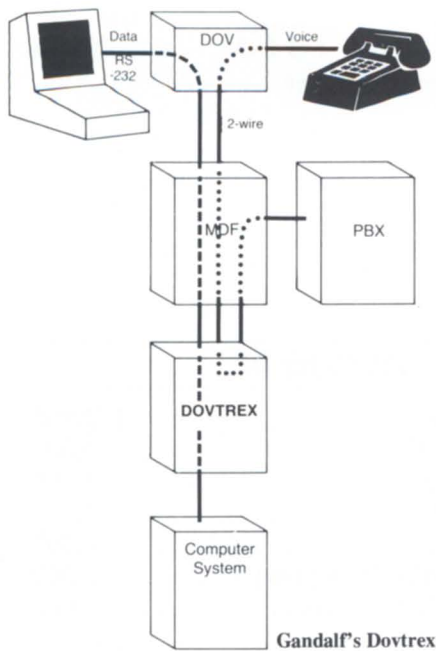 Data
RS
-232
DOV
Voice
2-wire
MDF
PBX
DOVTREX
Computer
System
Gandalf's Dovtrex